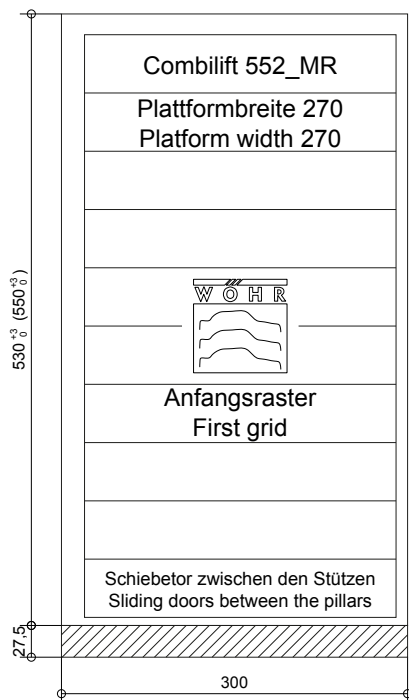 Combilift 552_MR
Plattformbreite 270
Platform width 270
530 +3 0 (550 +3 0)
WÖHR
Anfangsraster
First grid
Schiebetor zwischen den Stützen
Sliding doors between the pillars
27,5
300